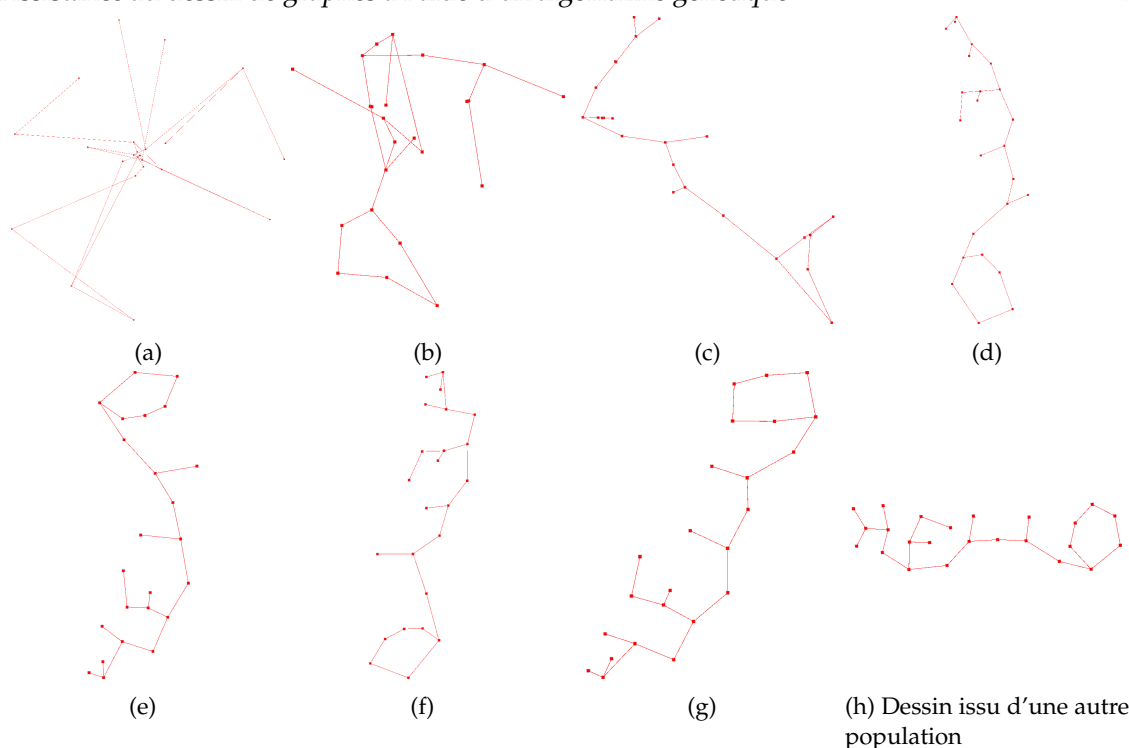 (a)
(b)
(c)
(d)
(e)
(f)
(g)
(h) Dessin issu d'une autre
population